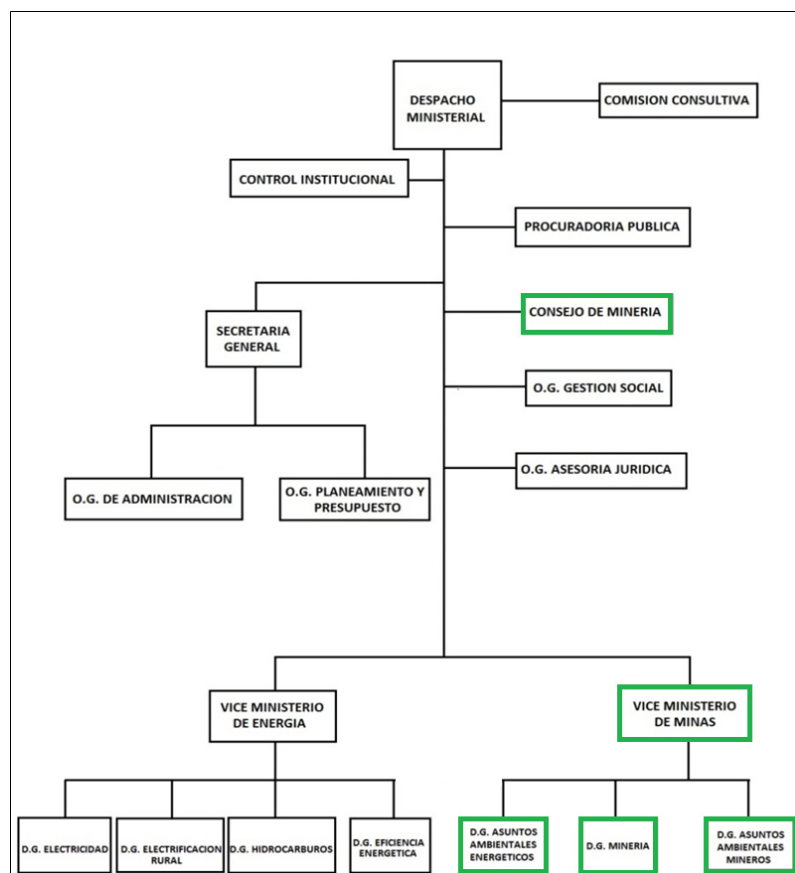 DESPACHO
MINISTERIAL
COMISION CONSULTIVA
CONTROL INSTITUCIONAL
PROCURADORIA PUBLICA
CONSEJO DE MINERIA
SECRETARIA
GENERAL
O.G. GESTION SOCIAL
O.G. ASESORIA JURIDICA
O.G. DE ADMINISTRACION
O.G. PLANEAMIENTO Y
PRESUPUESTO
VICE MINISTERIO
DE ENERGIA
VICE MINISTERIO
DE MINAS
D.G. ELECTRICIDAD
D.G. ELECTRIFICACION
RURAL
D.G. HIDROCARBUROS
D.G. EFICIENCIA
ENERGETICA
D.G. ASUNTOS
AMBIENTALES
ENERGETICOS
D.G. MINERIA
D.G. ASUNTOS
AMBIENTALES
MINEROS